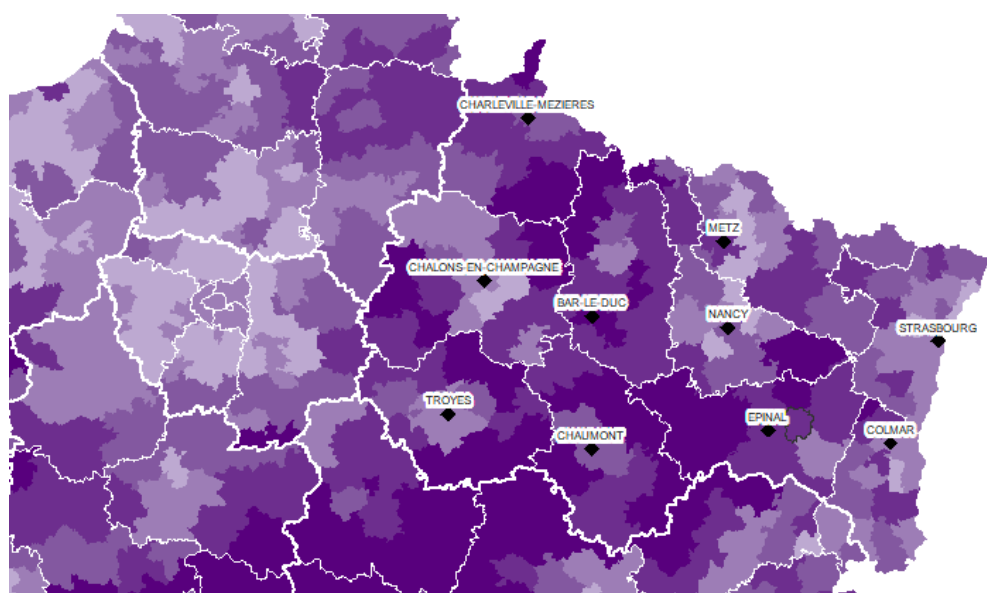 CHARLEVILLE-MEZIERES
METZ
CHALONS-EN-CHAMPAGNE
BAR-LE-DUC
NANCY
STRASBOURG
TROYES
EPINAL
CHAUMONT
COLMAR